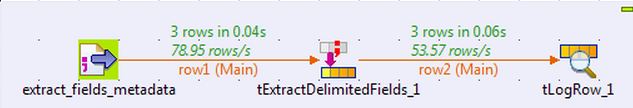 3 rows in 0.04s
78.95 rows/s
row1 (Main)
3 rows in 0.06s
53.57 rows/s
row2 (Main)
extract_fields_metadata
tExtractDelimitedFields_1
tLogRow_1